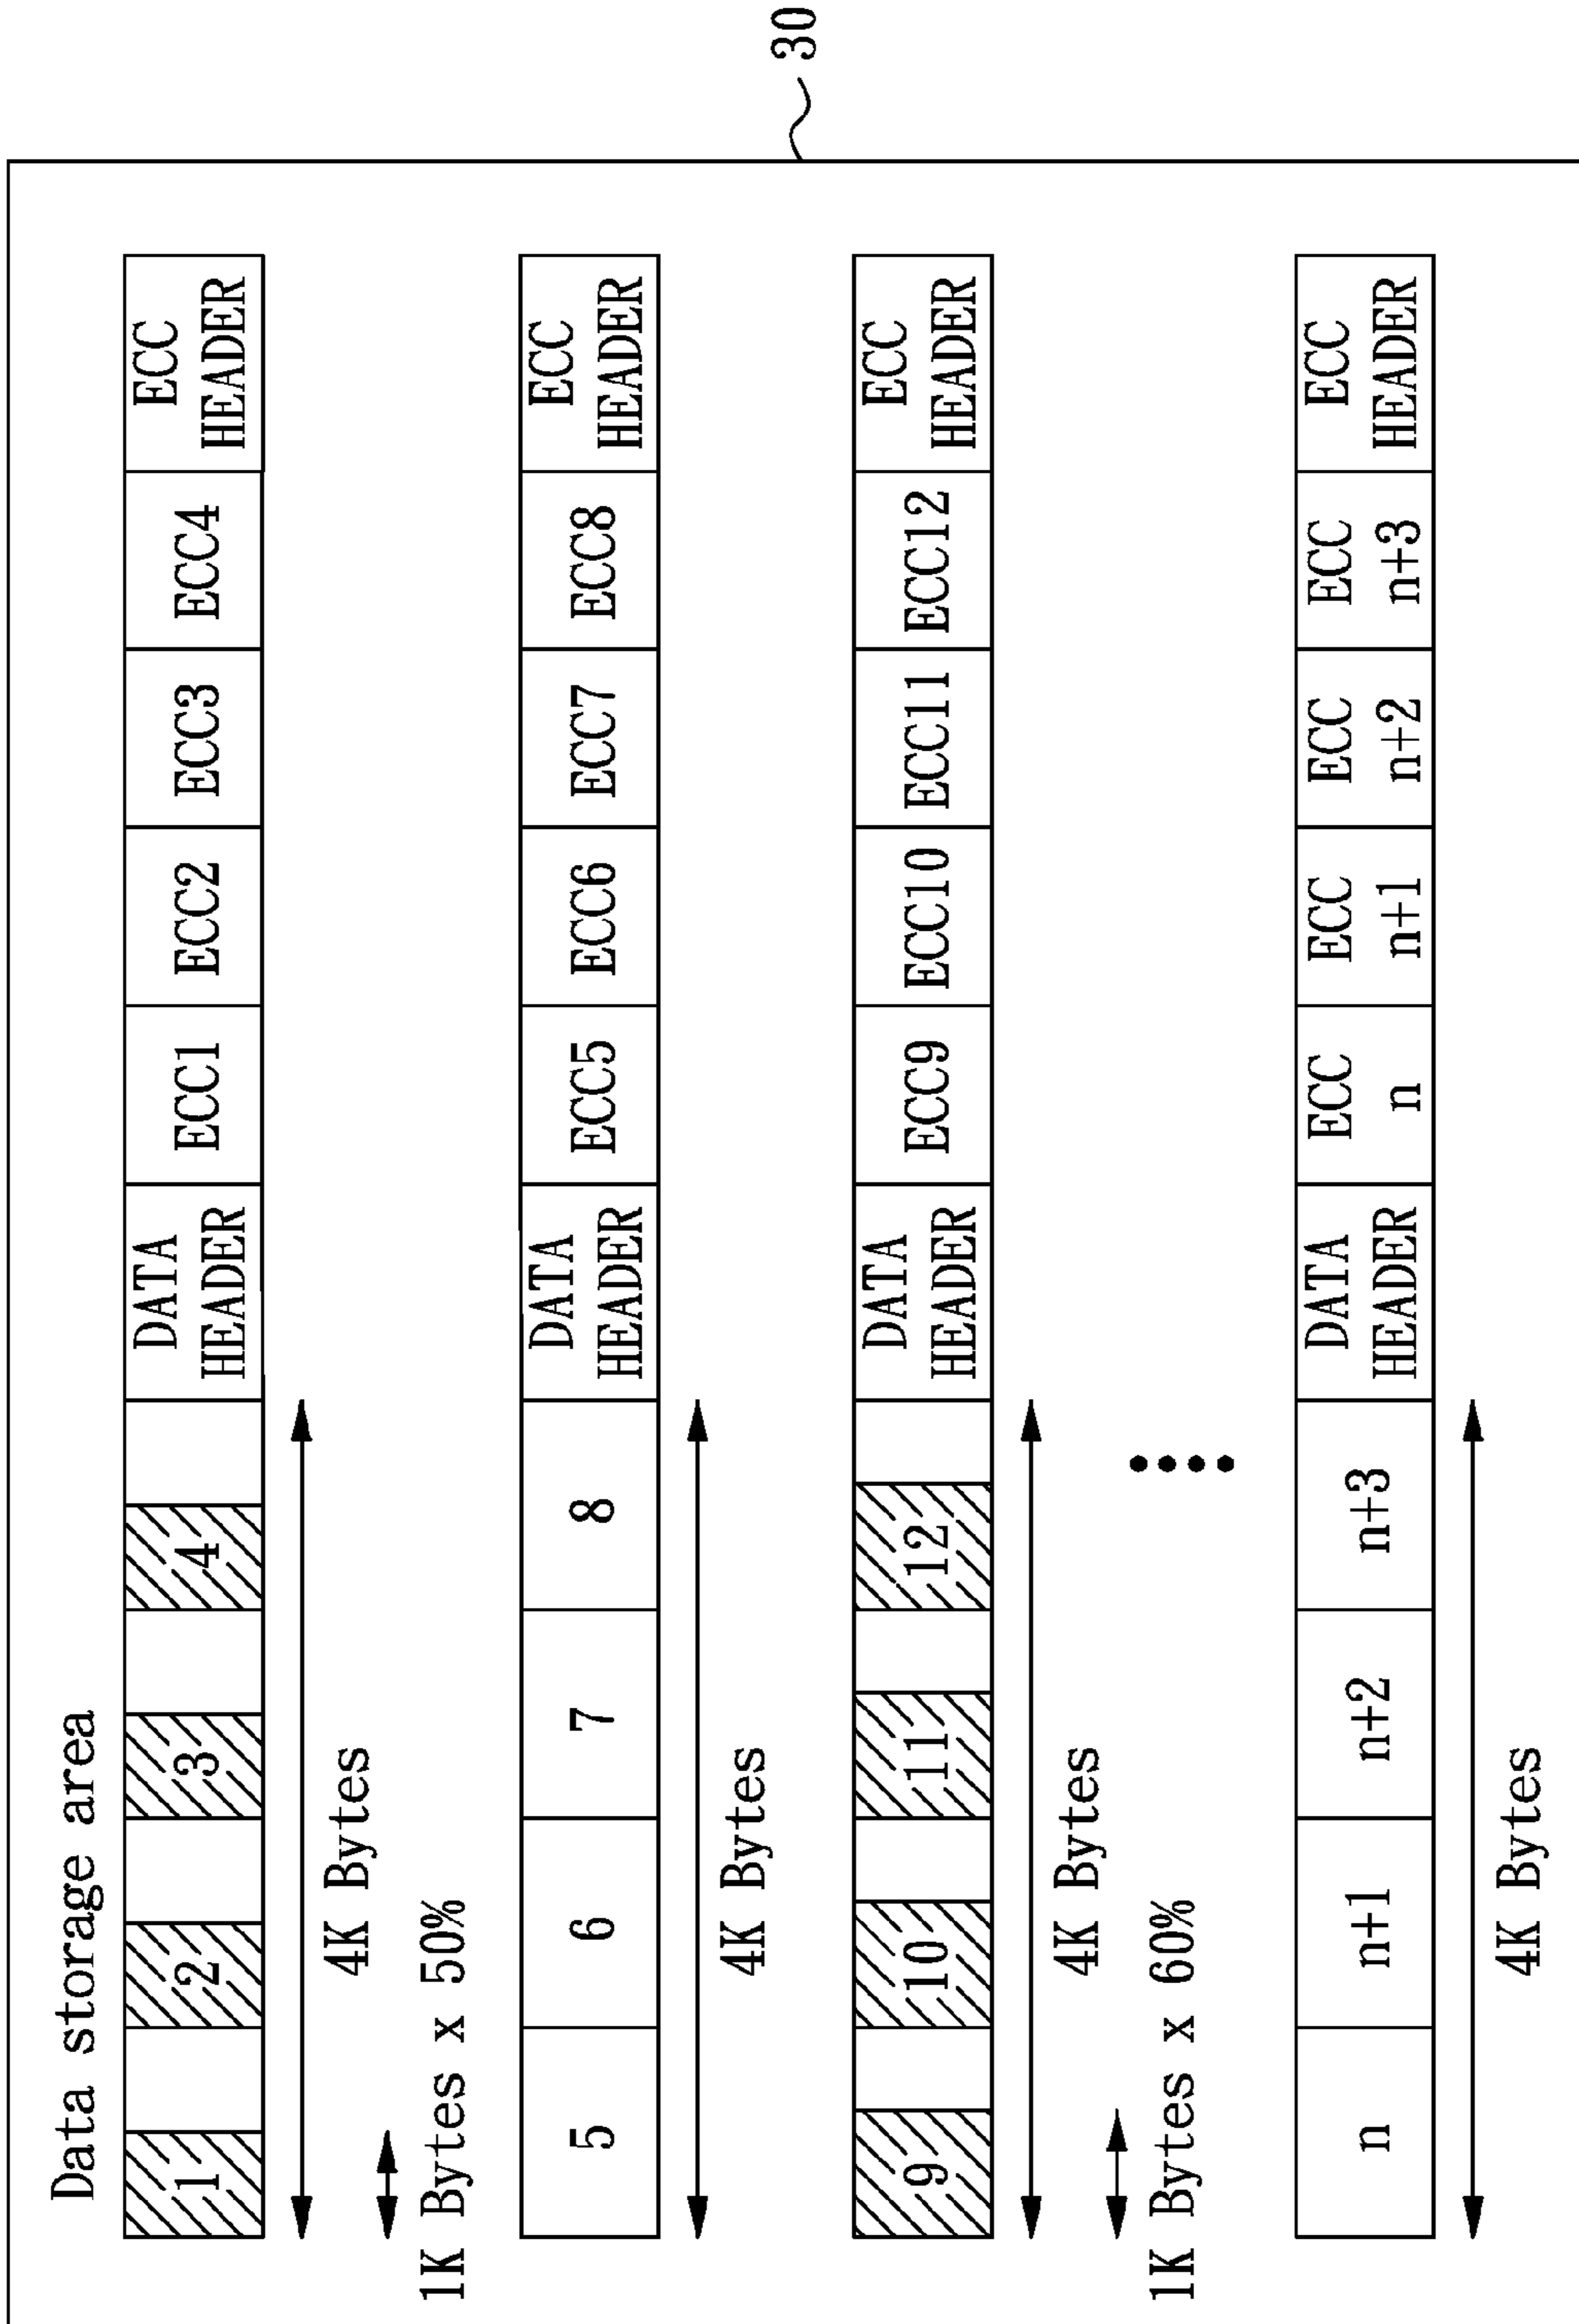 Data storage area
1
2
3
4
DATA
HEADER
ECC1
ECC2
ECC3
ECC4
ECC
HEADER
4K Bytes
1K Bytes x 50%
5
6
7
8
DATA
HEADER
ECC5
ECC6
ECC7
ECC8
ECC
HEADER
4K Bytes
9
10
11
12
DATA
HEADER
ECC9
ECC10
ECC11
ECC12
ECC
HEADER
4K Bytes
1K Bytes x 60%
n
n+1
n+2
n+3
DATA
HEADER
ECC
n
ECC
n+1
ECC
n+2
ECC
n+3
ECC
HEADER
4K Bytes
30